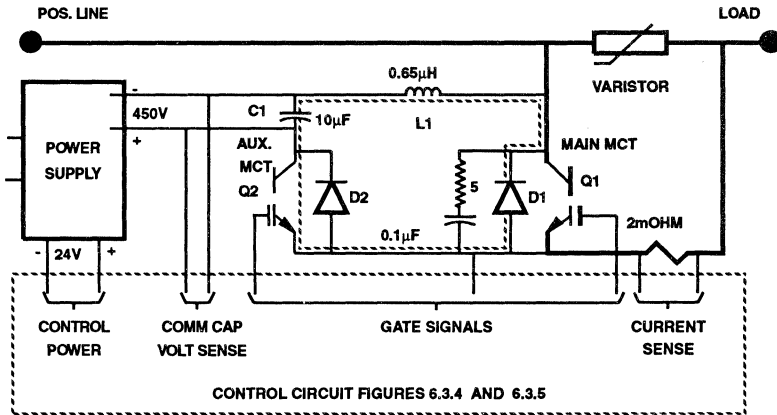 POS. LINE
LOAD
0.65µH
VARISTOR
-
450V
+
C1
10µF
L1
POWER
SUPPLY
AUX.
MCT
Q2
D2
5
D1
MAIN MCT
Q1
0.1µF
2mOHM
-
24V
+
CONTROL
POWER
COMM CAP
VOLT SENSE
GATE SIGNALS
CURRENT
SENSE
CONTROL CIRCUIT FIGURES 6.3.4 AND 6.3.5